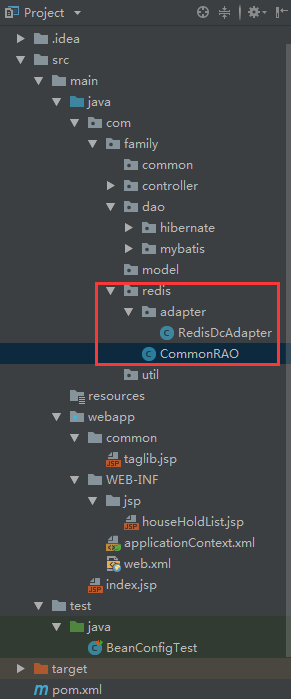 Project
.idea
src
main
java
com
family
common
controller
dao
hibernate
mybatis
model
redis
adapter
RedisDcAdapter
CommonRAO
util
resources
webapp
common
taglib.jsp
WEB-INF
jsp
houseHoldList.jsp
applicationContext.xml
web.xml
index.jsp
test
java
BeanConfigTest
target
pom.xml